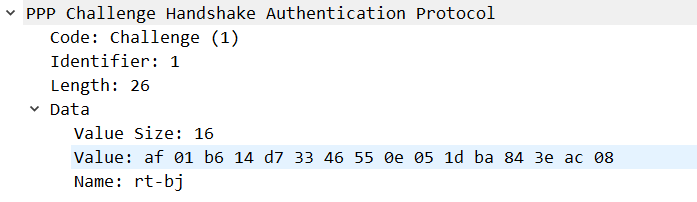 PPP Challenge Handshake Authentication Protocol
Code: Challenge (1)
Identifier: 1
Length: 26
Data
Value Size: 16
Value: af 01 b6 14 d7 33 46 55 0e 05 1d ba 84 3e ac 08
Name: rt-bj